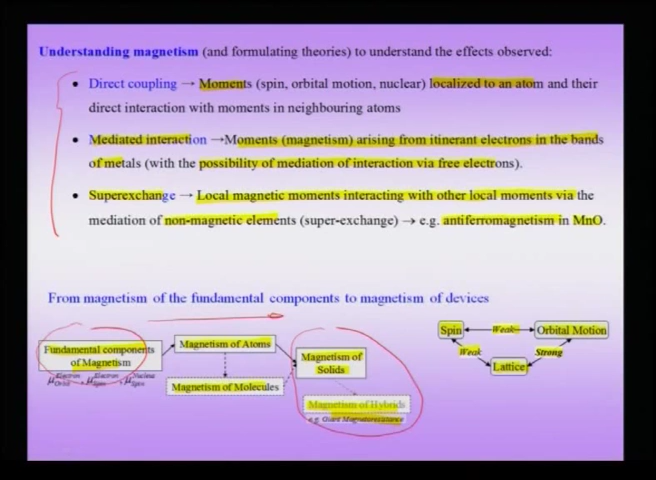 Understanding magnetism (and formulating theories) to understand the effects observed:
• Direct coupling → Moments (spin, orbital motion, nuclear) localized to an atom and their
direct interaction with moments in neighbouring atoms
• Mediated interaction →Moments (magnetism) arising from itinerant electrons in the bands
of metals (with the possibility of mediation of interaction via free electrons).
• Superexchange → Local magnetic moments interacting with other local moments via the
mediation of non-magnetic elements (super-exchange) → e.g. antiferromagnetism in MnO.
From magnetism of the fundamental components to magnetism of devices
Fundamental components
of Magnetism
Magnetism of Atoms
Magnetism of Molecules
Magnetism of
Solids
Magnetism of Hybrids
e.g. Giant Magnetoresistance
Spin
Weak
Orbital Motion
Weak
Strong
Lattice